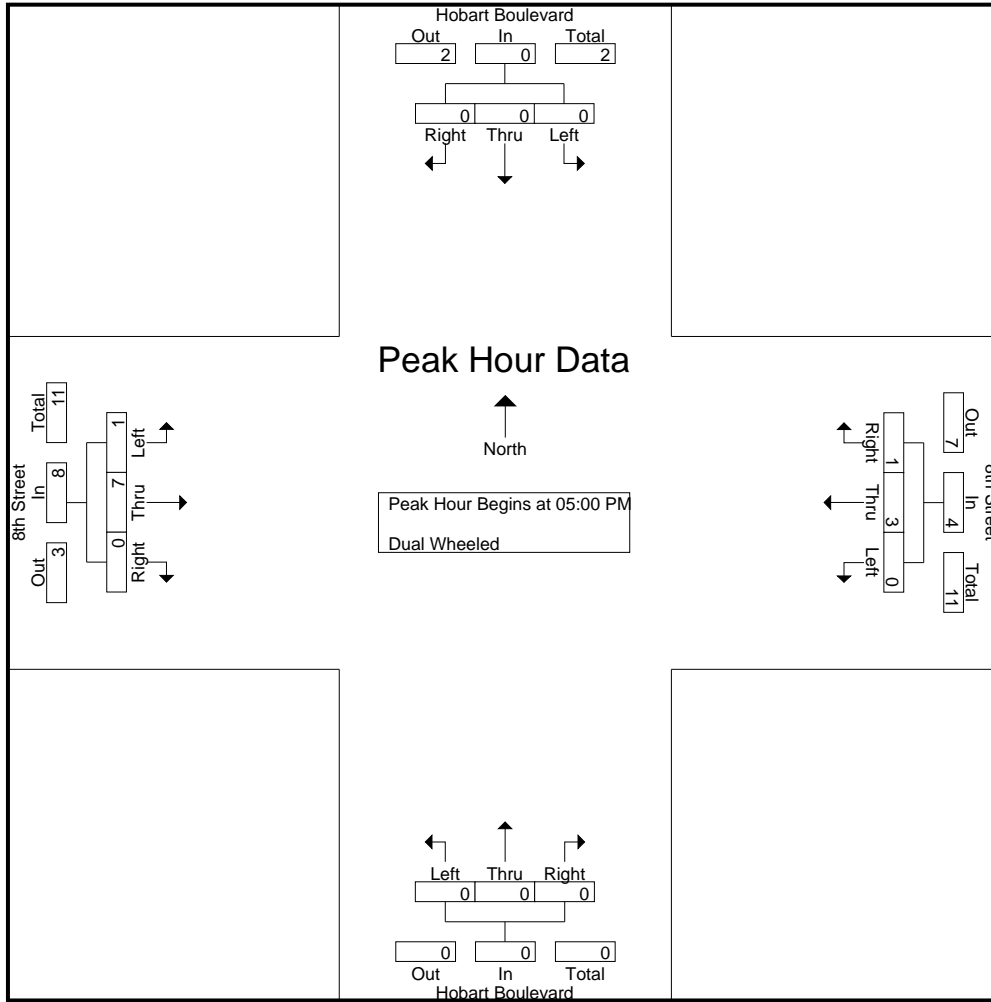 Hobart Boulevard
Out In Total
2 0 2
0 0 0
Right Thru Left
Peak Hour Data
North
Peak Hour Begins at 05:00 PM
Dual Wheeled
8th Street
Total In Out
11 8 3
1 7 0
Left Thru Right
Right Thru Left
1 3 0
Out In Total
7 4 11
8th Street
Left Thru Right
0 0 0
0 0 0
Out In Total
Hobart Boulevard